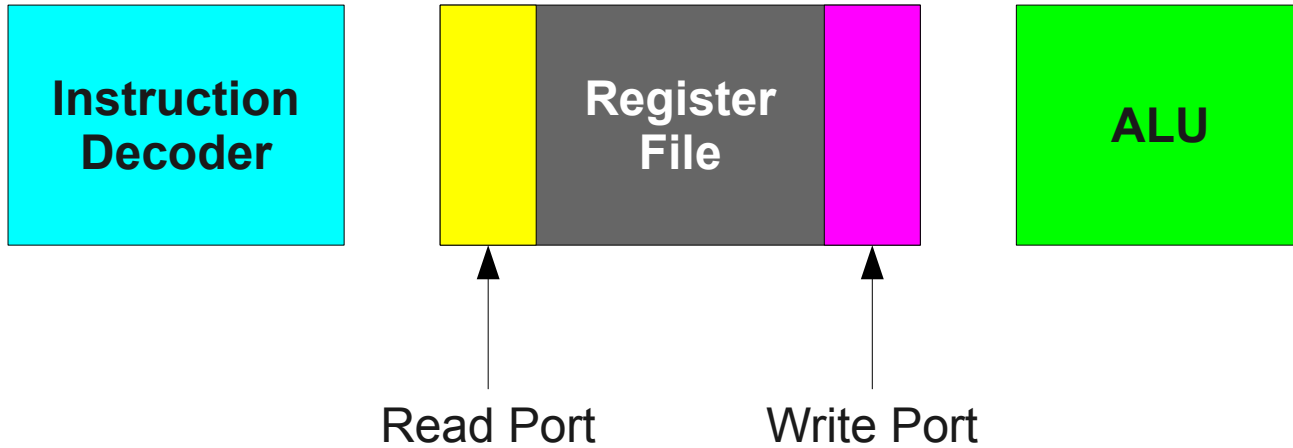 Instruction
Decoder
Register
File
ALU
Read Port
Write Port